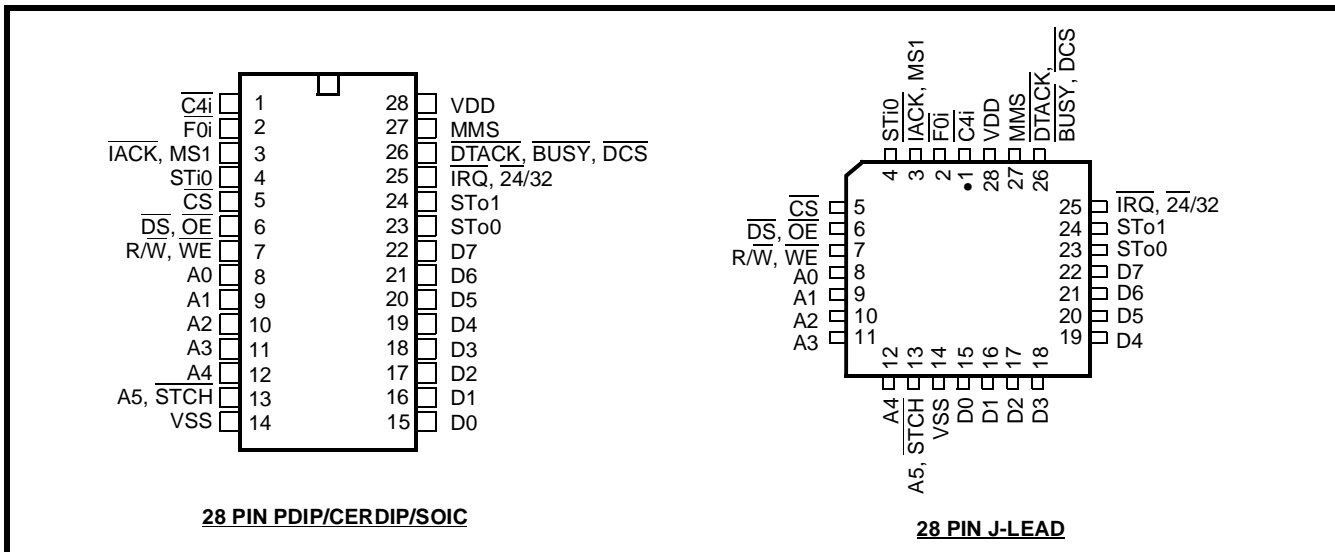 C4i 1 28 VDD
F0i 2 27 MMS
IACK, MS1 3 26 DTACK, BUSY, DCS
STi0 4 25 IRQ, 24/32
CS 5 24 STo1
DS, OE 6 23 STo0
R/W, WE 7 22 D7
A0 8 21 D6
A1 9 20 D5
A2 10 19 D4
A3 11 18 D3
A4 12 17 D2
A5, STCH 13 16 D1
VSS 14 15 D0
28 PIN PDIP/CERDIP/SOIC
STi0
IACK, MS1
F0i
C4i
VDD
MMS
DTACK,
BUSY, DCS
4 3 2 1 28 27 26
CS 5 25 IRQ, 24/32
DS, OE 6 24 STo1
R/W, WE 7 23 STo0
A0 8 22 D7
A1 9 21 D6
A2 10 20 D5
A3 11 19 D4
12 13 14 15 16 17 18
A4
A5, STCH
VSS
D0
D1
D2
D3
28 PIN J-LEAD